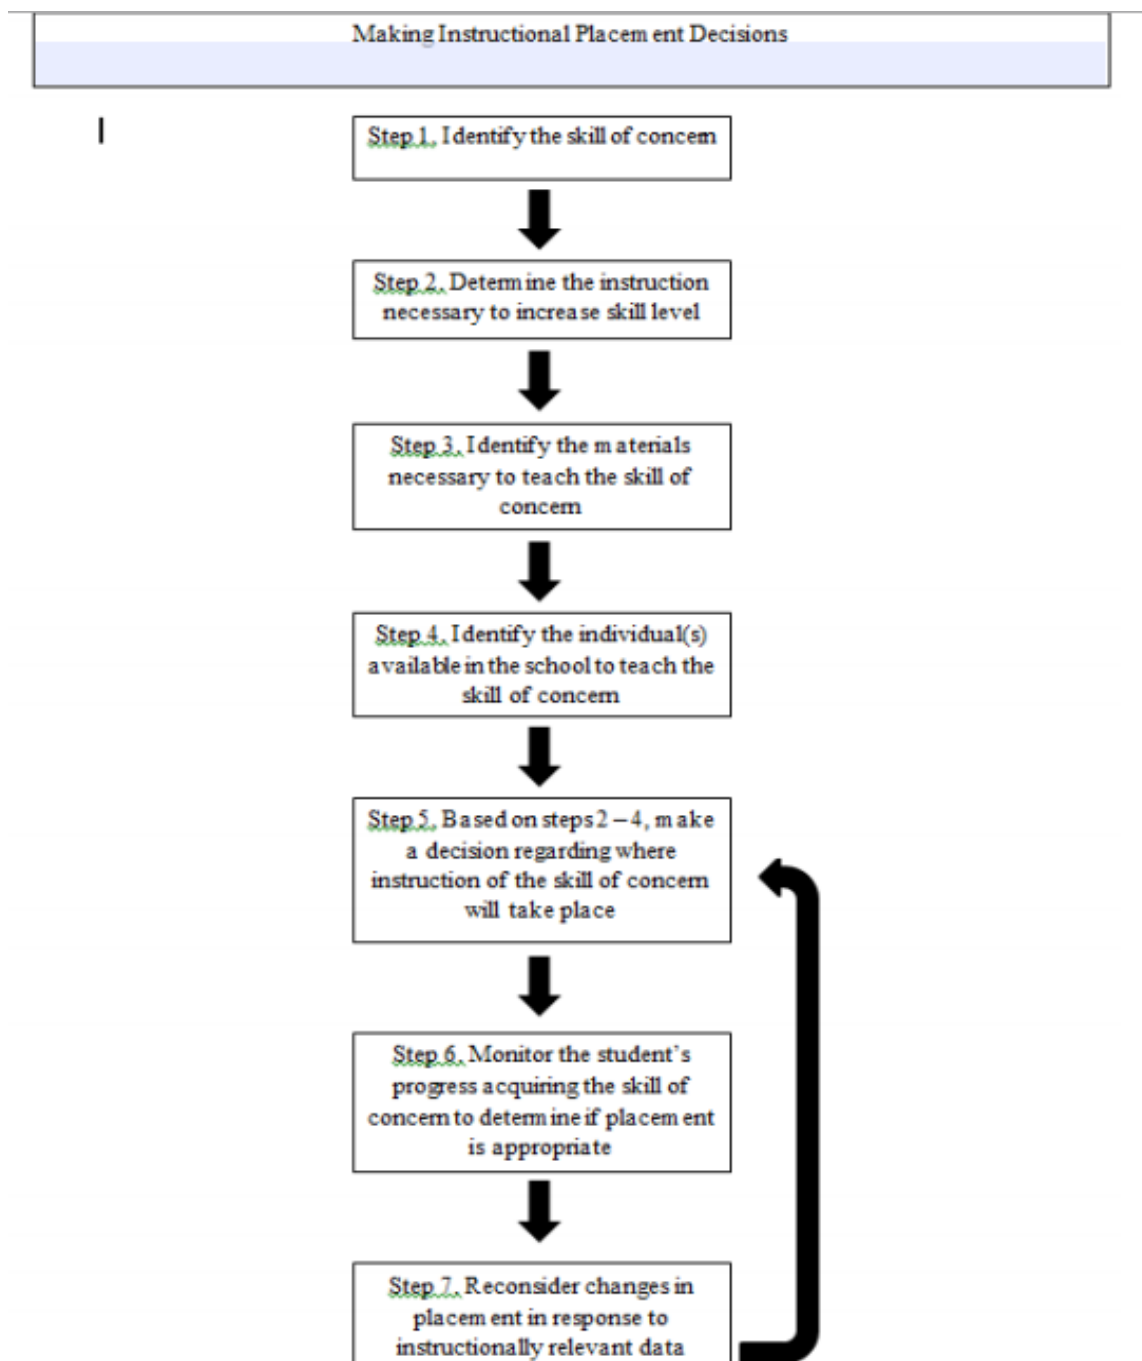 Making Instructional Placement Decisions
Step 1. Identify the skill of concern
Step 2. Determine the instruction
necessary to increase skill level
Step 3. Identify the materials
necessary to teach the skill of
concern
Step 4. Identify the individual(s)
available in the school to teach the
skill of concern
Step 5. Based on steps 2 – 4, make
a decision regarding where
instruction of the skill of concern
will take place
Step 6. Monitor the student’s
progress acquiring the skill of
concern to determine if placement
is appropriate
Step 7. Reconsider changes in
placement in response to
instructionally relevant data